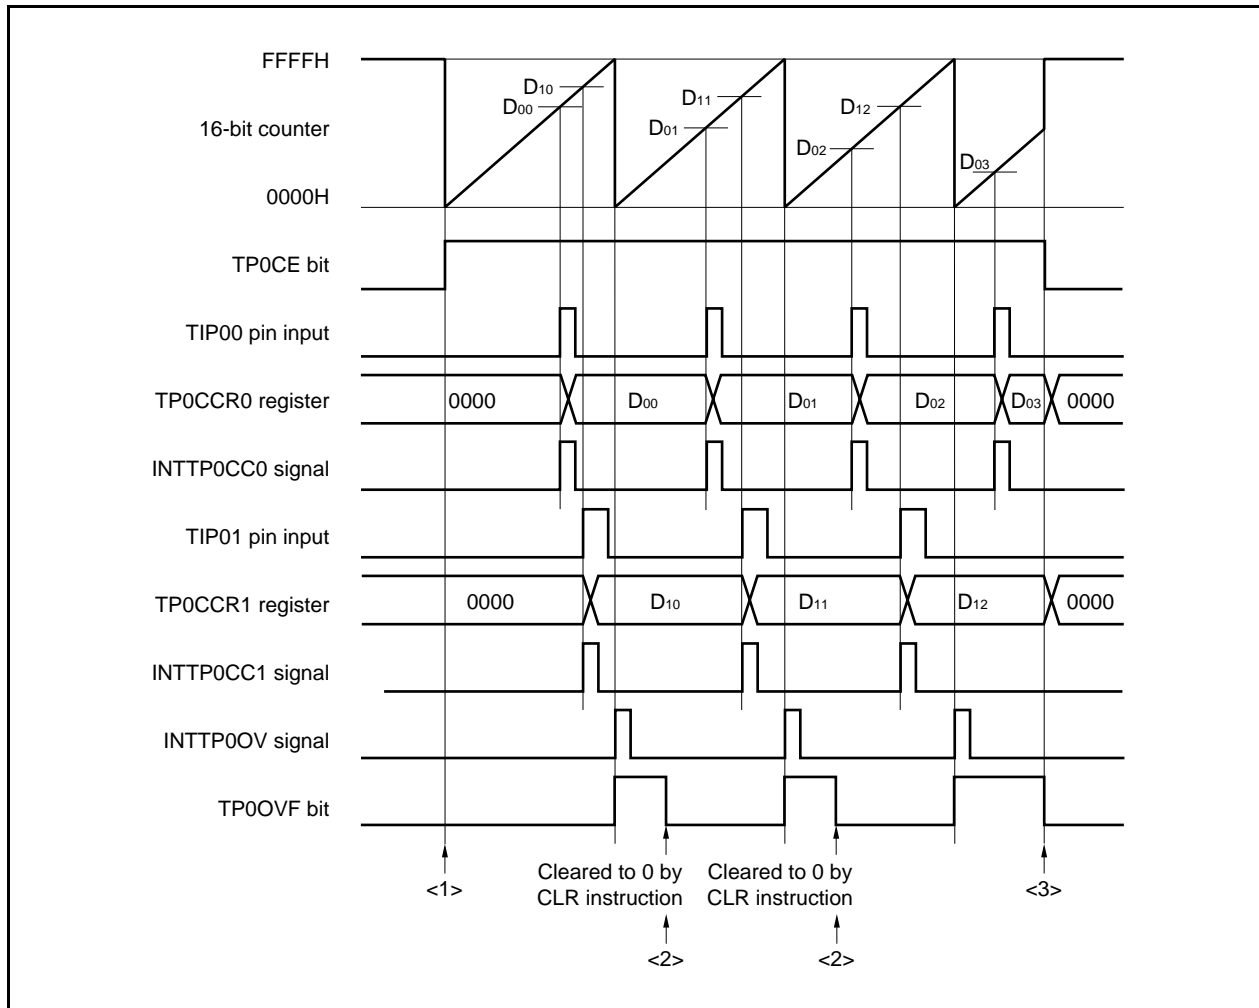 FFFFH
D10
D00
D11
D01
D12
D02
D03
16-bit counter
0000H
TP0CE bit
TIP00 pin input
TP0CCR0 register 0000 D00 D01 D02 D03 0000
INTTP0CC0 signal
TIP01 pin input
TP0CCR1 register 0000 D10 D11 D12 0000
INTTP0CC1 signal
INTTP0OV signal
TP0OVF bit
Cleared to 0 by
CLR instruction
Cleared to 0 by
CLR instruction
<1>
<3>
<2>
<2>